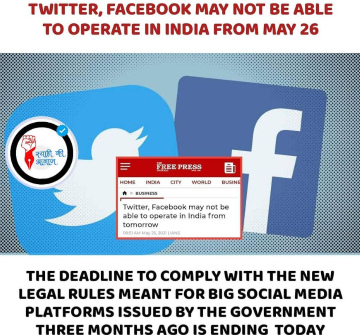 TWITTER, FACEBOOK MAY NOT BE ABLE
TO OPERATE IN INDIA FROM MAY 26
FREE PRESS
HOME INDIA CITY WORLD BUSINE
BUSINESS
Twitter, Facebook may not be
able to operate in India from
tomorrow
THE DEADLINE TO COMPLY WITH THE NEW
LEGAL RULES MEANT FOR BIG SOCIAL MEDIA
PLATFORMS ISSUED BY THE GOVERNMENT
THREE MONTHS AGO IS ENDING TODAY